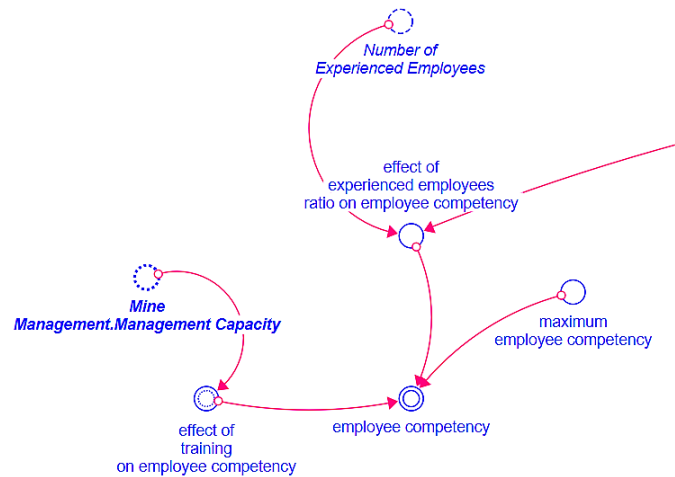 Number of
Experienced Employees
effect of
experienced employees
ratio on employee competency
Mine
Management.Management Capacity
maximum
employee competency
effect of
training
on employee competency
employee competency